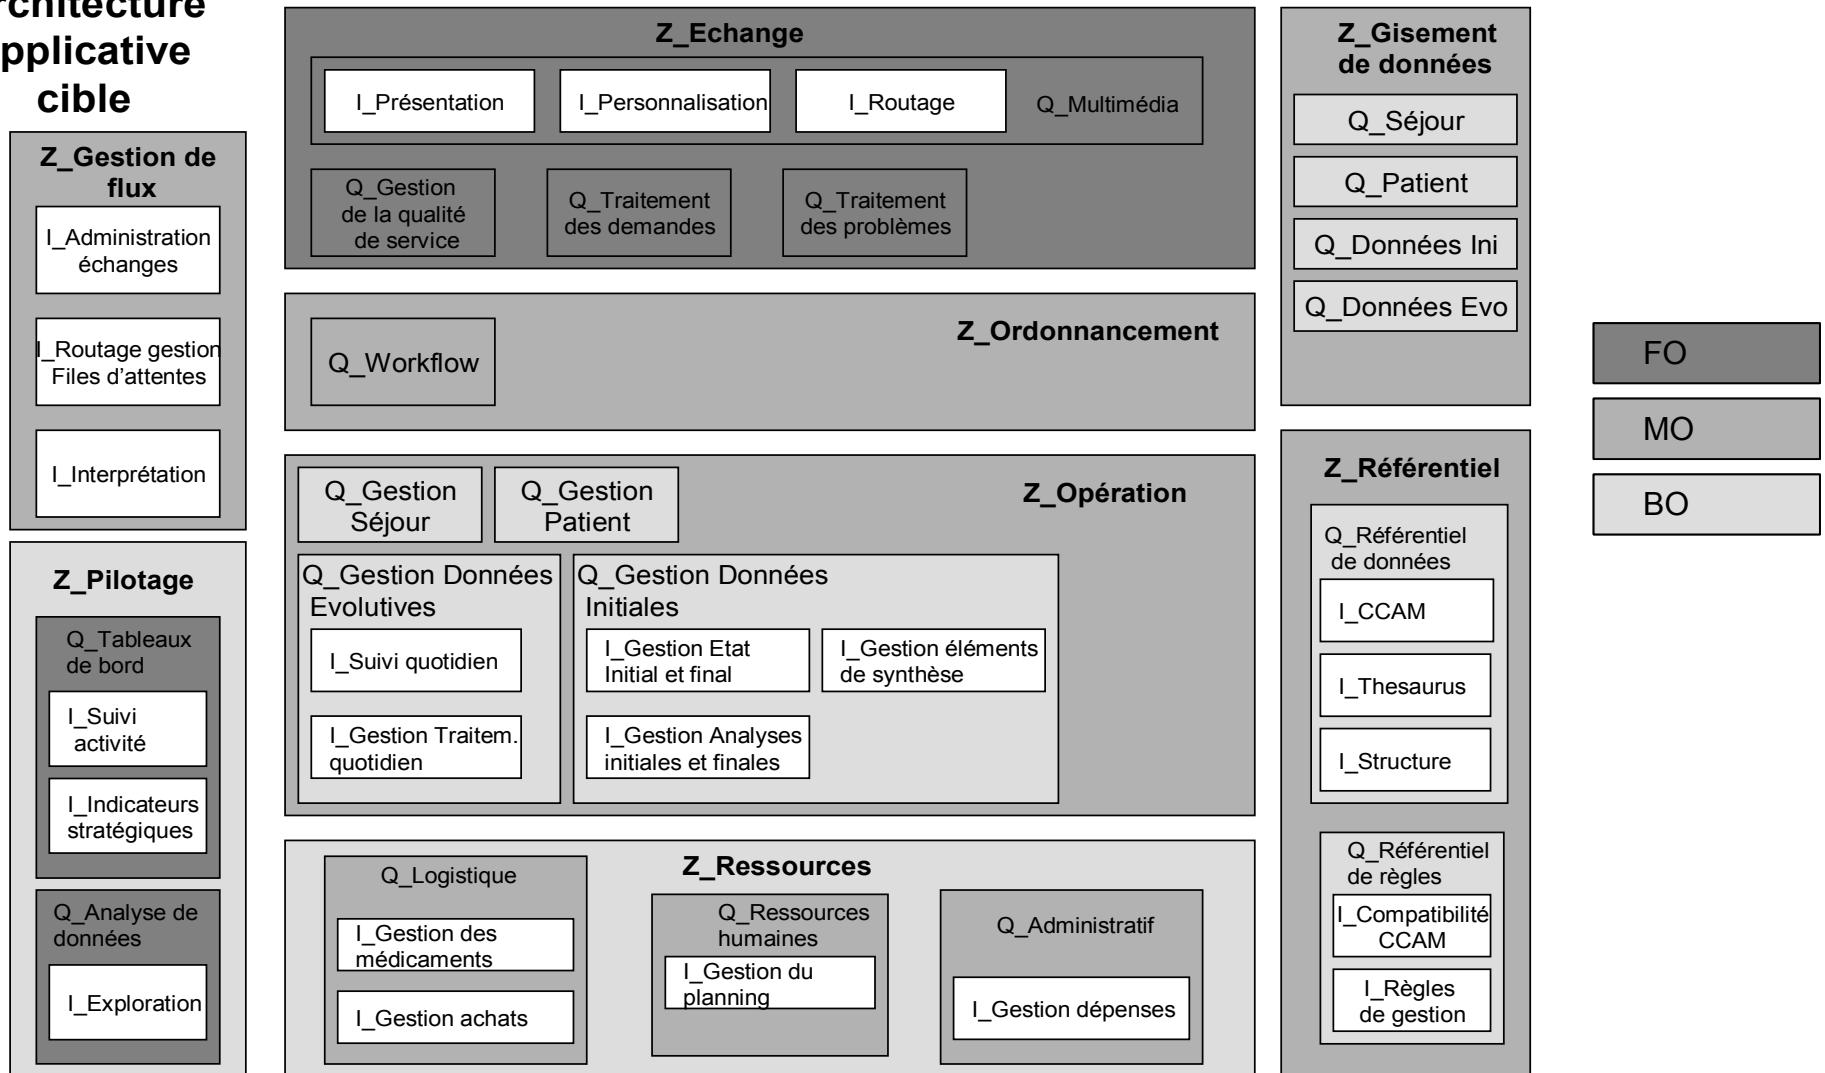 rchitecture
pplicative
cible
Z_Gestion de
flux
I_Administration
échanges
I_Routage gestion
Files d'attentes
I_Interprétation
Z_Pilotage
Q_Tableaux
de bord
I_Suivi
activité
I_Indicateurs
stratégiques
Q_Analyse de
données
I_Exploration
Z_Echange
I_Présentation
I_Personnalisation
I_Routage
Q_Multimédia
Q_Gestion
de la qualité
de service
Q_Traitement
des demandes
Q_Traitement
des problèmes
Z_Ordonnancement
Q_Workflow
Z_Opération
Q_Gestion
Séjour
Q_Gestion
Patient
Q_Gestion Données
Evolutives
I_Suivi quotidien
I_Gestion Traitem.
quotidien
Q_Gestion Données
Initiales
I_Gestion Etat
Initial et final
I_Gestion éléments
de synthèse
I_Gestion Analyses
initiales et finales
Z_Ressources
Q_Logistique
I_Gestion des
médicaments
I_Gestion achats
Q_Ressources
humaines
I_Gestion du
planning
Q_Administratif
I_Gestion dépenses
Z_Gisement
de données
Q_Séjour
Q_Patient
Q_Données Ini
Q_Données Evo
Z_Référentiel
Q_Référentiel
de données
I_CCAM
I_Thesaurus
I_Structure
Q_Référentiel
de règles
I_Compatibilité
CCAM
I_Règles
de gestion
FO
MO
BO